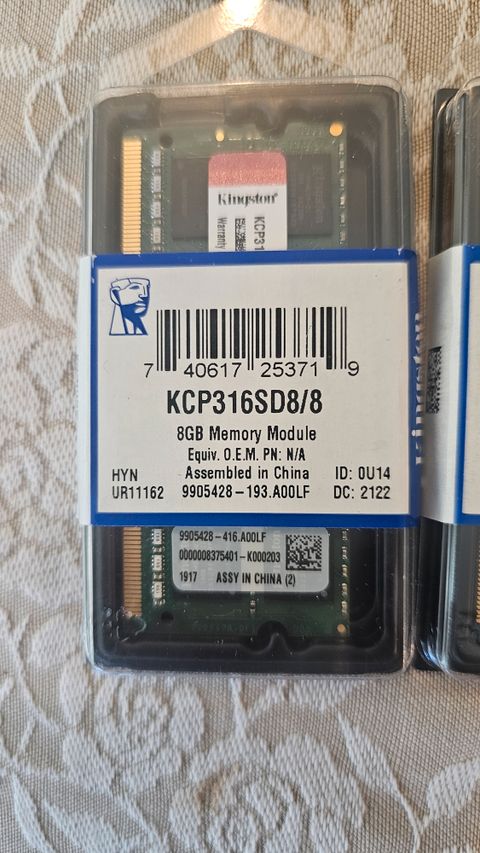 Kingston
KCP31
Warranty
7 40617 25371 9
KCP316SD8/8
8GB Memory Module
Equiv. O.E.M. PN: N/A
HYN Assembled in China ID: 0U14
UR11162 9905428-193.A00LF DC: 2122
9905428-416.A00LF
0000008375401-K000203
1917 ASSY IN CHINA (2)
Kingston